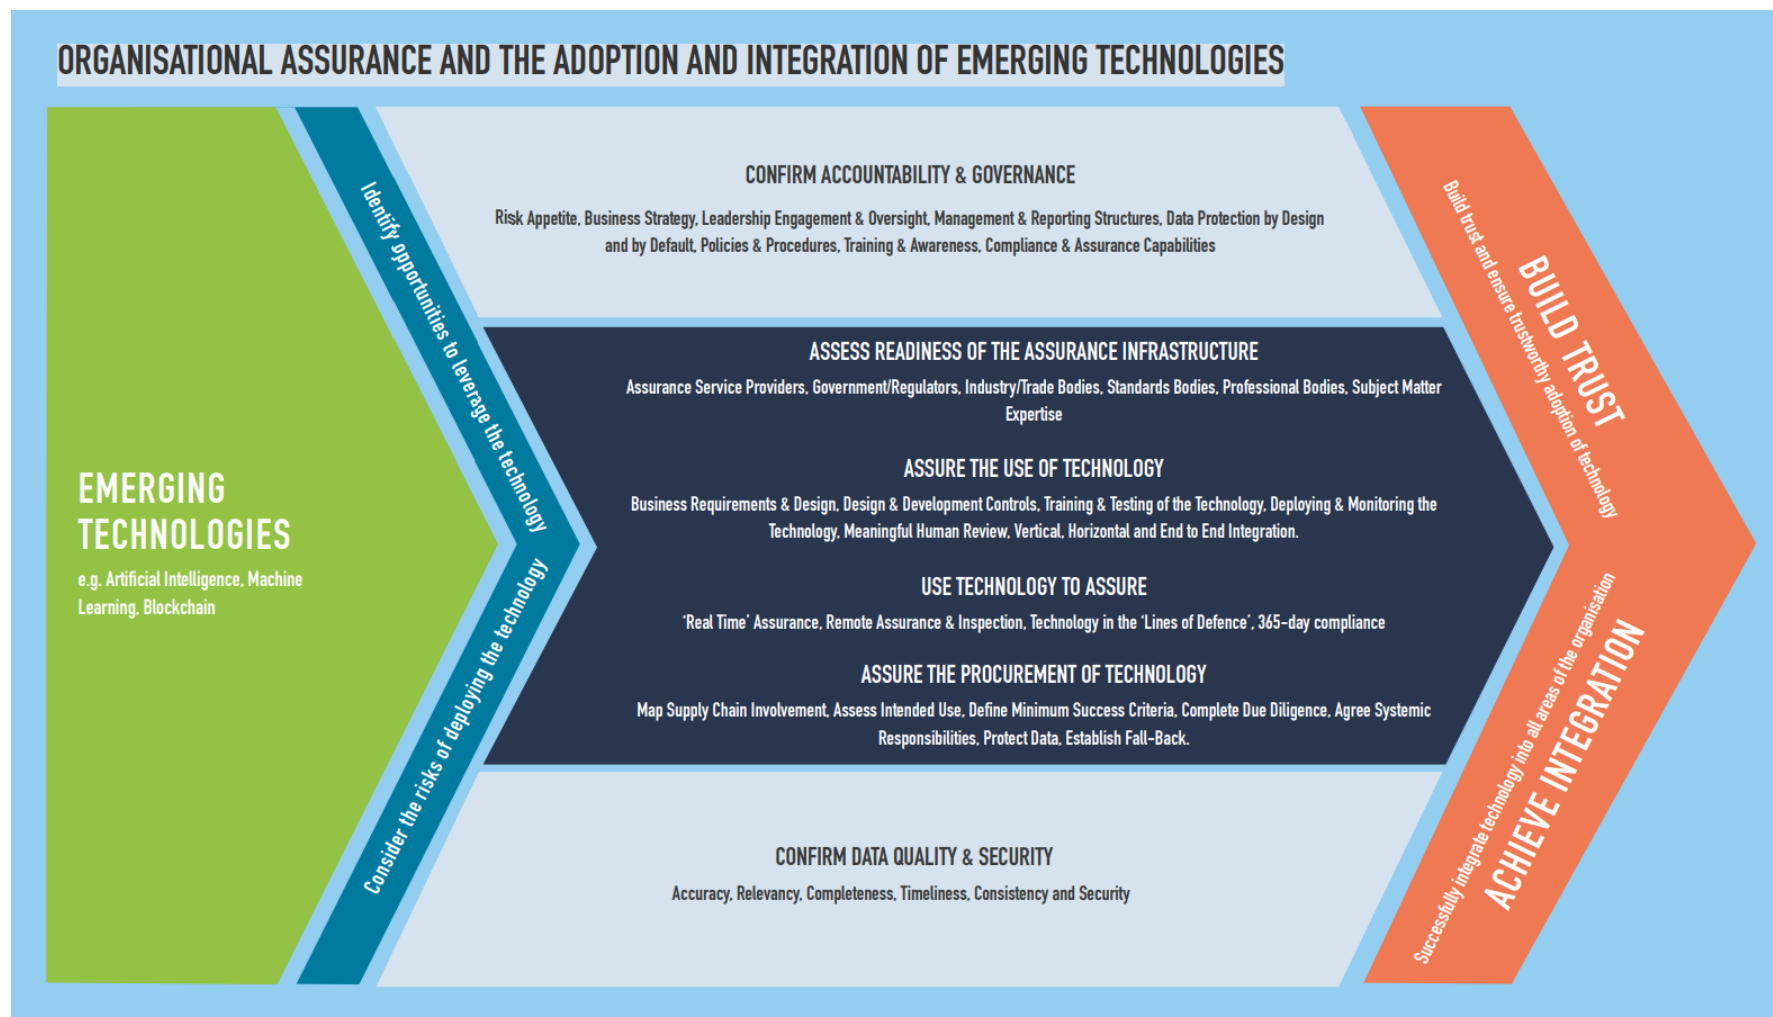 ORGANISATIONAL ASSURANCE AND THE ADOPTION AND INTEGRATION OF EMERGING TECHNOLOGIES
EMERGING
TECHNOLOGIES
e.g. Artificial Intelligence, Machine
Learning, Blockchain
Identify opportunities to leverage the technology
Consider the risks of deploying the technology
CONFIRM ACCOUNTABILITY & GOVERNANCE
Risk Appetite, Business Strategy, Leadership Engagement & Oversight, Management & Reporting Structures, Data Protection by Design
and by Default, Policies & Procedures, Training & Awareness, Compliance & Assurance Capabilities
ASSESS READINESS OF THE ASSURANCE INFRASTRUCTURE
Assurance Service Providers, Government/Regulators, Industry/Trade Bodies, Standards Bodies, Professional Bodies, Subject Matter
Expertise
ASSURE THE USE OF TECHNOLOGY
Business Requirements & Design, Design & Development Controls, Training & Testing of the Technology, Deploying & Monitoring the
Technology, Meaningful Human Review, Vertical, Horizontal and End to End Integration.
USE TECHNOLOGY TO ASSURE
‘Real Time’ Assurance, Remote Assurance & Inspection, Technology in the ‘Lines of Defence’, 365-day compliance
ASSURE THE PROCUREMENT OF TECHNOLOGY
Map Supply Chain Involvement, Assess Intended Use, Define Minimum Success Criteria, Complete Due Diligence, Agree Systemic
Responsibilities, Protect Data, Establish Fall-Back.
CONFIRM DATA QUALITY & SECURITY
Accuracy, Relevancy, Completeness, Timeliness, Consistency and Security
BUILD TRUST
Build trust and ensure trustworthy adoption of technology
Successfully integrate technology into all areas of the organisation
ACHIEVE INTEGRATION